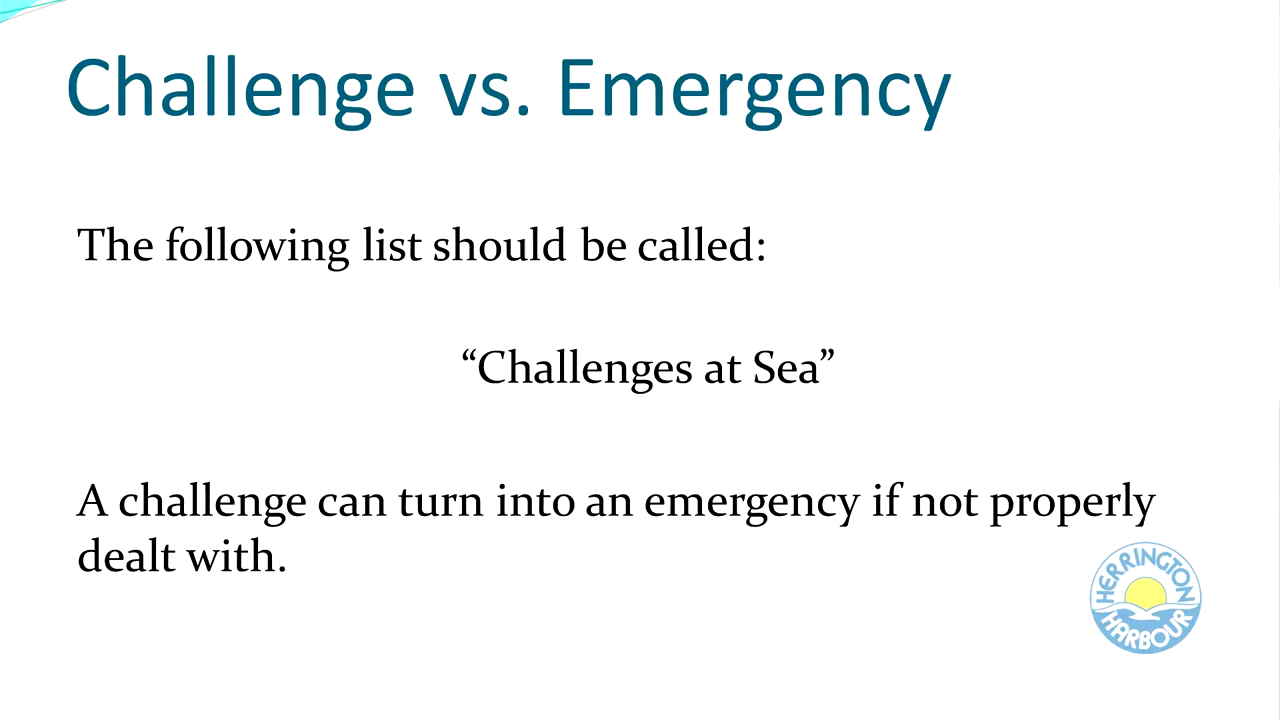 Challenge vs. Emergency
The following list should be called:
“Challenges at Sea”
A challenge can turn into an emergency if not properly
dealt with.
HERRINGTON
HARBOUR